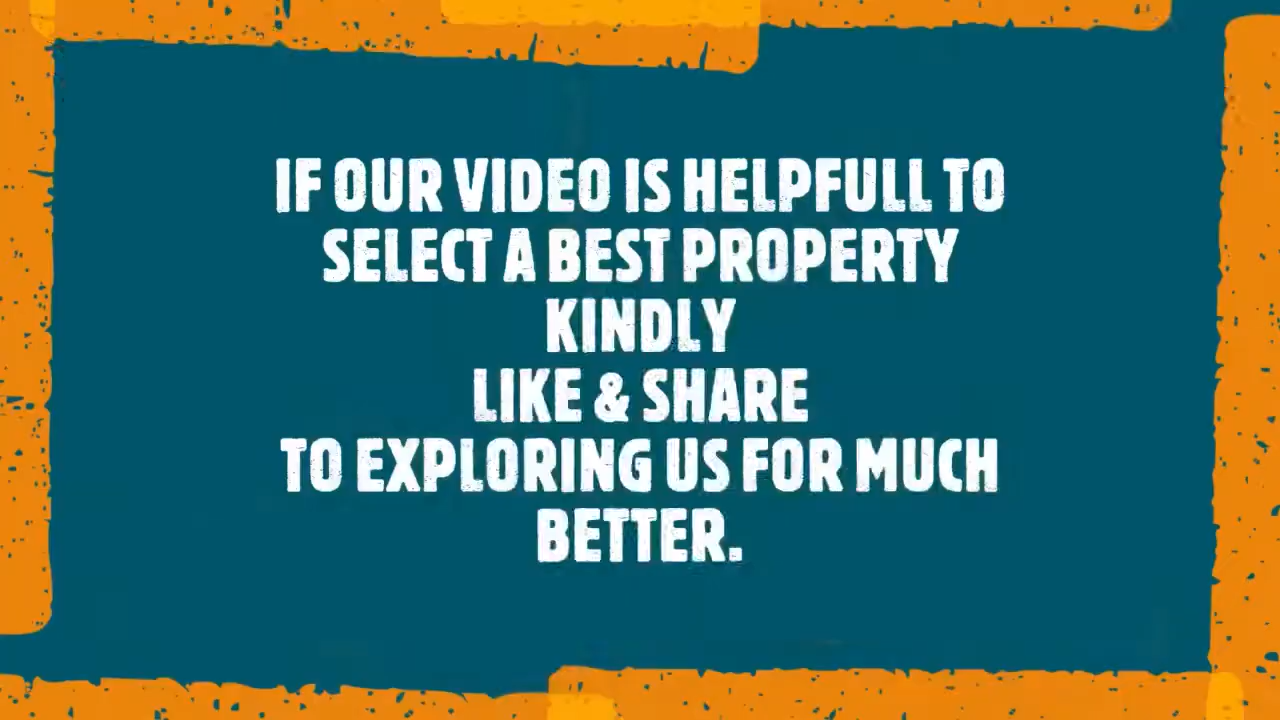 IF OUR VIDEO IS HELPFULL TO
SELECT A BEST PROPERTY
KINDLY
LIKE & SHARE
TO EXPLORING US FOR MUCH
BETTER.